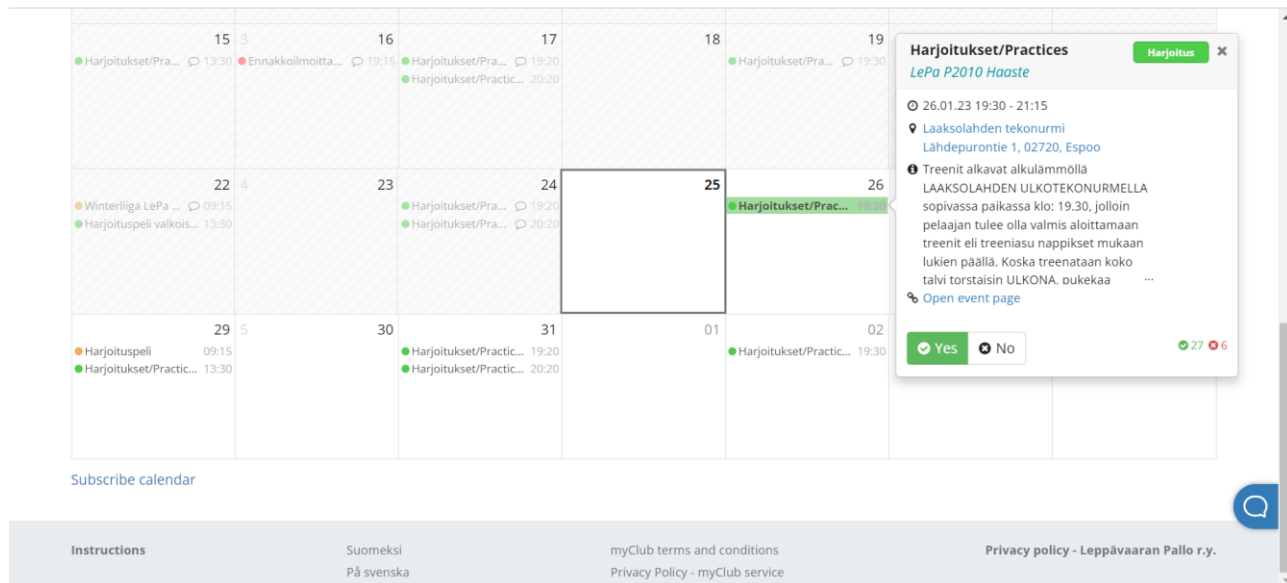 15
3
16
17
18
19
Harjoitukset/Pra... 13:30
Ennakkoilmoitta... 19:15
Harjoitukset/Pra... 19:20
Harjoitukset/Pra... 19:30
Harjoitukset/Practic... 20:20
22
4
23
24
25
26
Winterliiga LePa ... 09:15
Harjoitukset/Pra... 19:20
Harjoitukset/Prac... 19:30
Harjoituspeli valkois... 13:30
Harjoitukset/Pra... 20:20
29
5
30
31
01
02
Harjoituspeli 09:15
Harjoitukset/Practic... 19:20
Harjoitukset/Practic... 19:30
Harjoitukset/Practic... 13:30
Harjoitukset/Practic... 20:20
Harjoitukset/Practices
Harjoitus
LePa P2010 Haaste
26.01.23 19:30 - 21:15
Laaksolahden tekonurmi
Lähdepurontie 1, 02720, Espoo
Treenit alkavat alkulämmöllä
LAAKSOLAHDEN ULKOTEKONURMELLA
sopivassa paikassa klo: 19.30, jolloin
pelaajan tulee olla valmis aloittamaan
treenit eli treeniasu nappikset mukaan
lukien päällä. Koska treenataan koko
talvi torstaisin ULKONA, pukekaa ...
Open event page
Yes
No
27 6
Subscribe calendar
Instructions
Suomeksi
myClub terms and conditions
Privacy policy - Leppävaaran Pallo r.y.
På svenska
Privacy Policy - myClub service